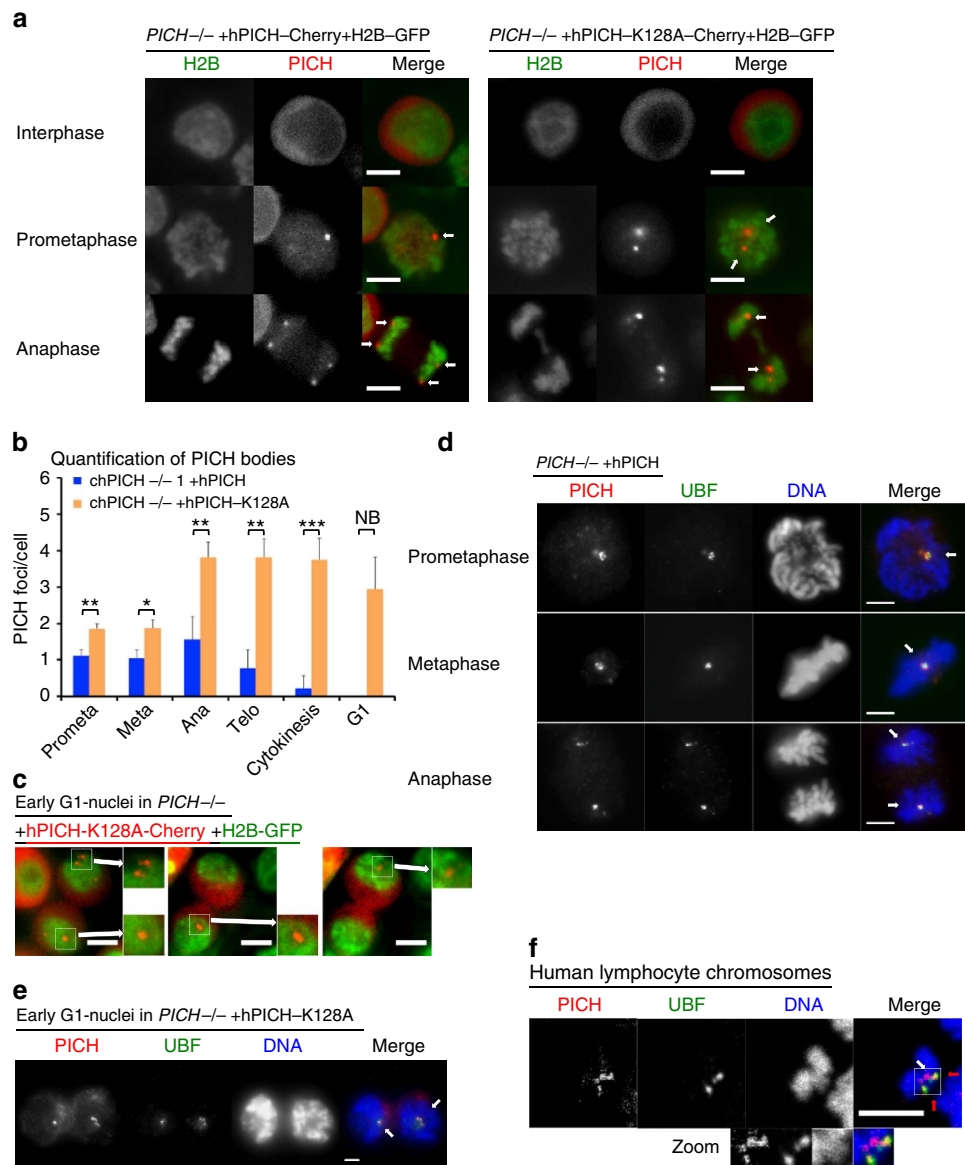 a
PICH–/– +hPICH–Cherry+H2B–GFP
H2B PICH Merge
PICH–/– +hPICH–K128A–Cherry+H2B–GFP
H2B PICH Merge
Interphase
Prometaphase
Anaphase
b
Quantification of PICH bodies
chPICH –/– 1 +hPICH
chPICH –/– +hPICH–K128A
PICH foci/cell
6
5
4
3
2
1
0
** * ** ** *** NB
Prometa Meta Ana Telo Cytokinesis G1
c
Early G1-nuclei in PICH–/–
+hPICH-K128A-Cherry +H2B-GFP
d
PICH–/– +hPICH
PICH UBF DNA Merge
Prometaphase
Metaphase
Anaphase
e
Early G1-nuclei in PICH–/– +hPICH–K128A
PICH UBF DNA Merge
f
Human lymphocyte chromosomes
PICH UBF DNA Merge
Zoom